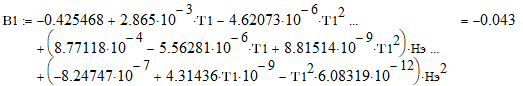 B1 := -0.425468 + 2.865·10⁻³·T1 - 4.62073·10⁻⁶·T1² ... = -0.043
+ (8.77118·10⁻⁴ - 5.56281·10⁻⁶·T1 + 8.81514·10⁻⁹·T1²)·Нэ ...
+ (-8.24747·10⁻⁷ + 4.31436·T1·10⁻⁹ - T1²·6.08319·10⁻¹²)·Нэ²